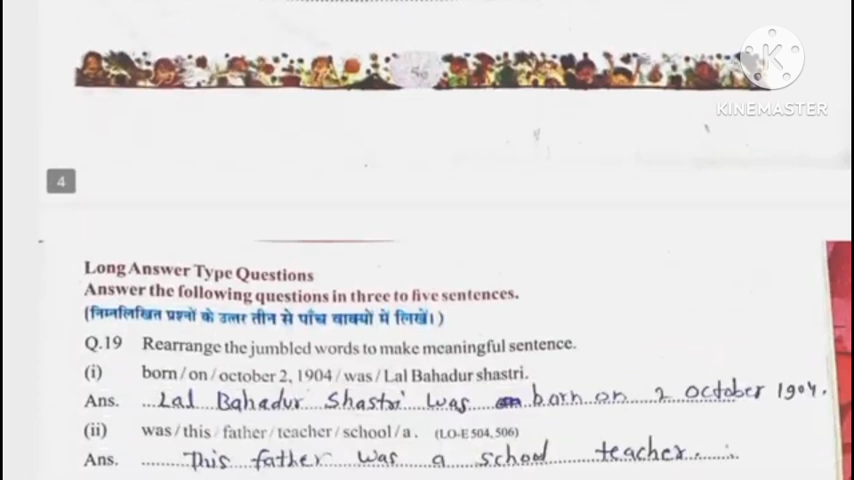 KINEMASTER
4
Long Answer Type Questions
Answer the following questions in three to five sentences.
(निम्नलिखित प्रश्नों के उत्तर तीन से पाँच वाक्यों में लिखें।)
Q.19 Rearrange the jumbled words to make meaningful sentence.
(i) born/on/october 2, 1904/was/Lal Bahadur shastri.
Ans. Lal Bahadur Shastri was born on 2 october 1904.
(ii) was/this/father/teacher/school/a. (LO-E 504, 506)
Ans. This father was a school teacher.